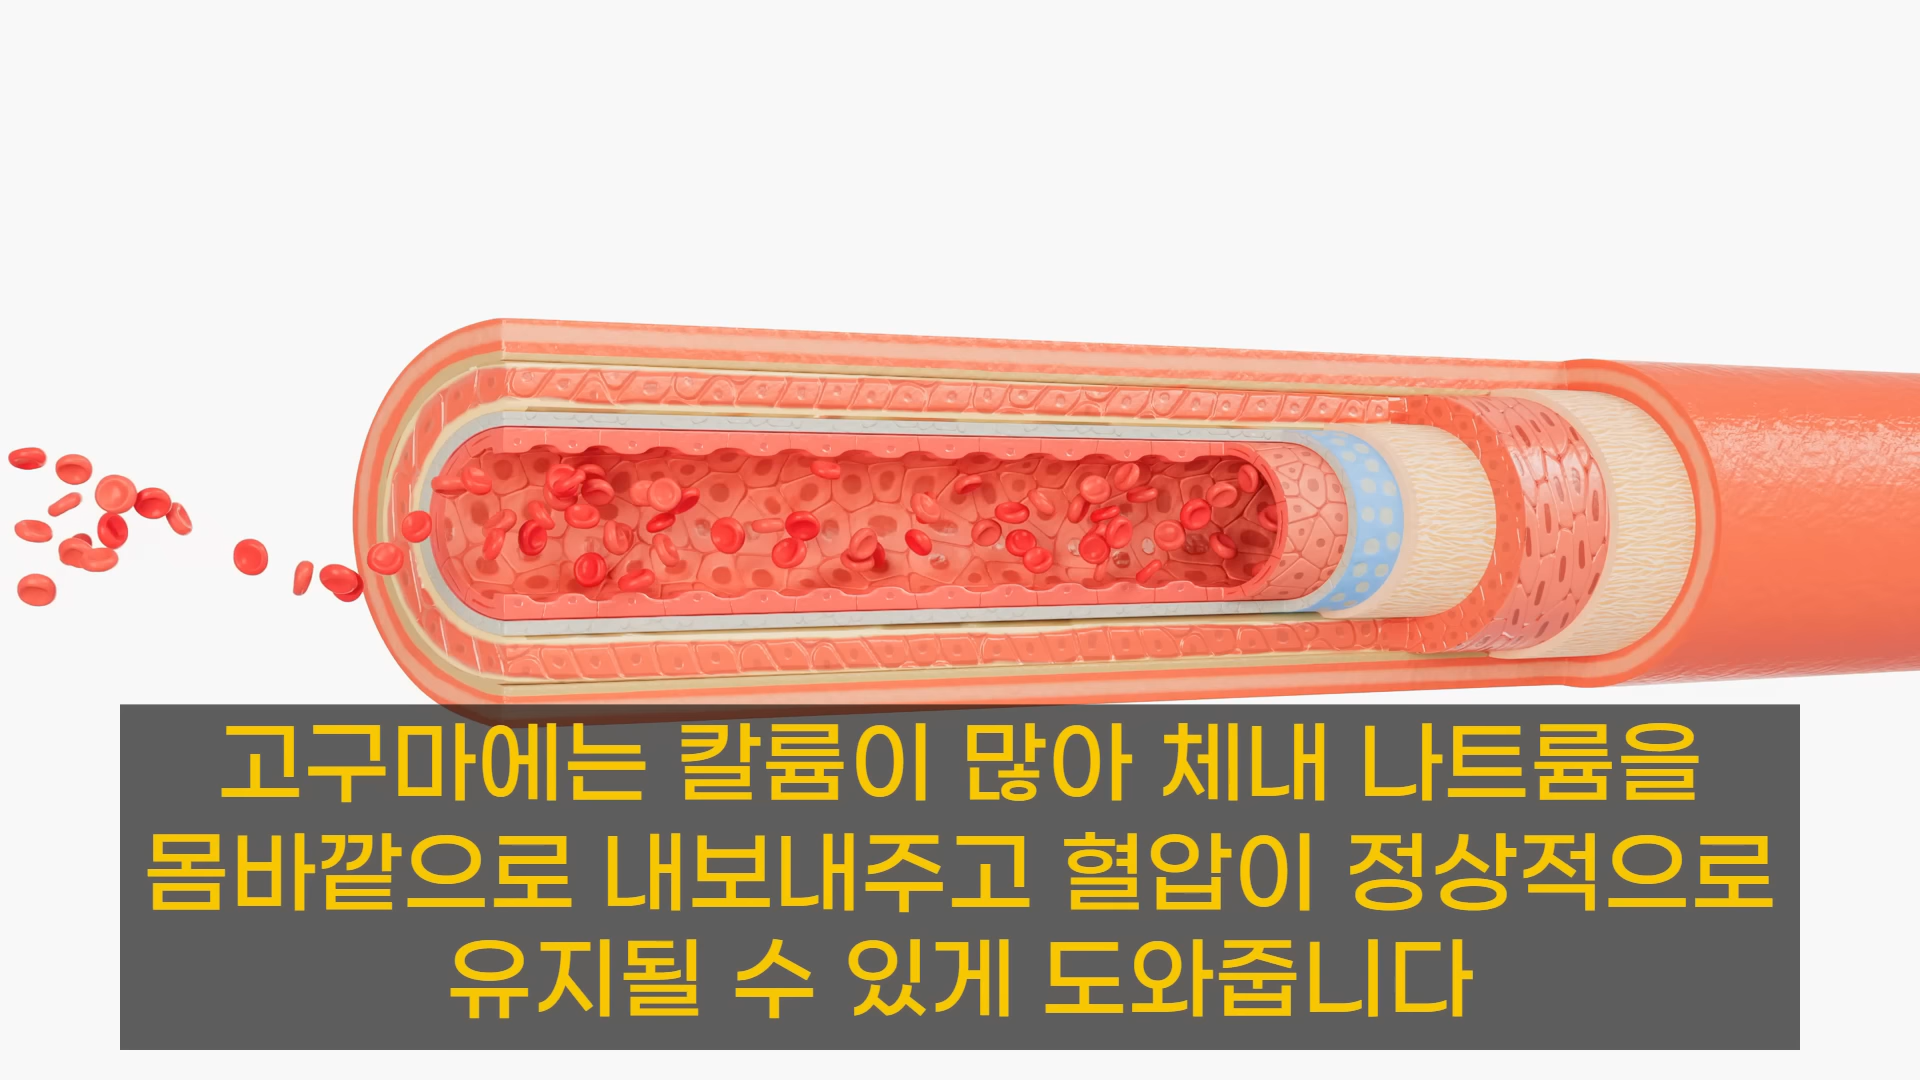 고구마에는 칼륨이 많아 체내 나트륨을
몸바깥으로 내보내주고 혈압이 정상적으로
유지될 수 있게 도와줍니다